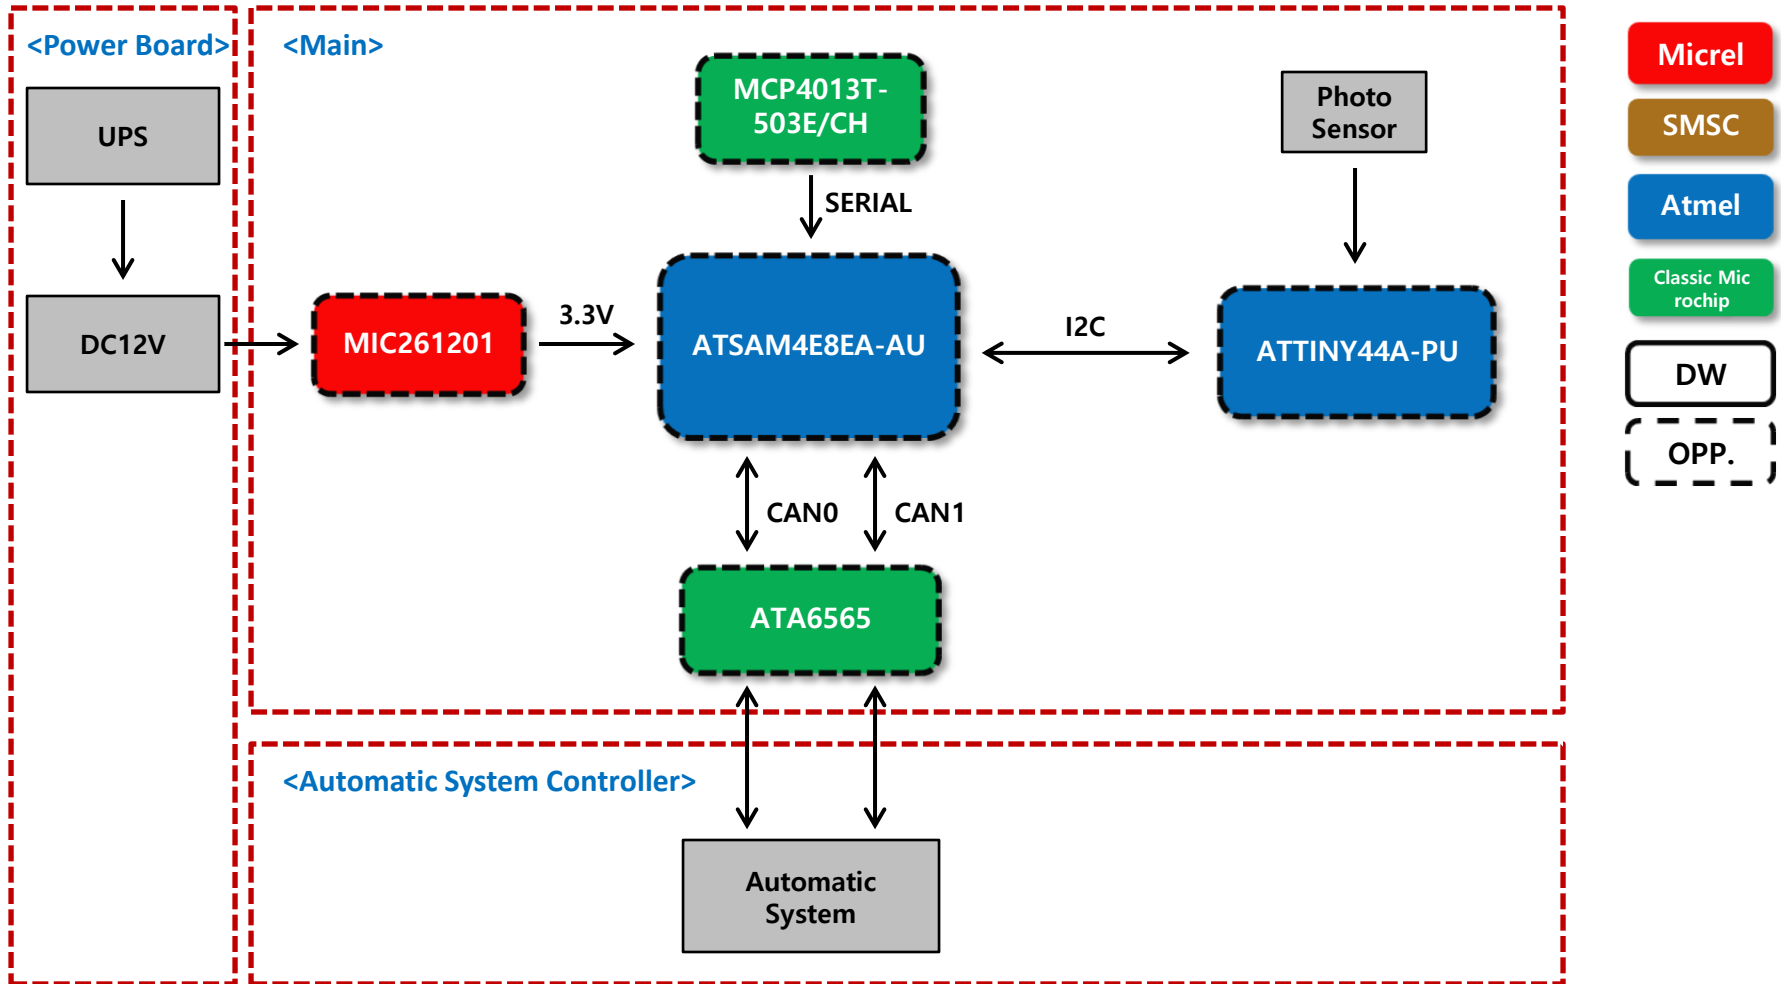 <Power Board>
UPS
DC12V
<Main>
MCP4013T-
503E/CH
SERIAL
Photo
Sensor
MIC261201
3.3V
ATSAM4E8EA-AU
I2C
ATTINY44A-PU
CAN0
CAN1
ATA6565
<Automatic System Controller>
Automatic
System
Micrel
SMSC
Atmel
Classic Mic
rochip
DW
OPP.